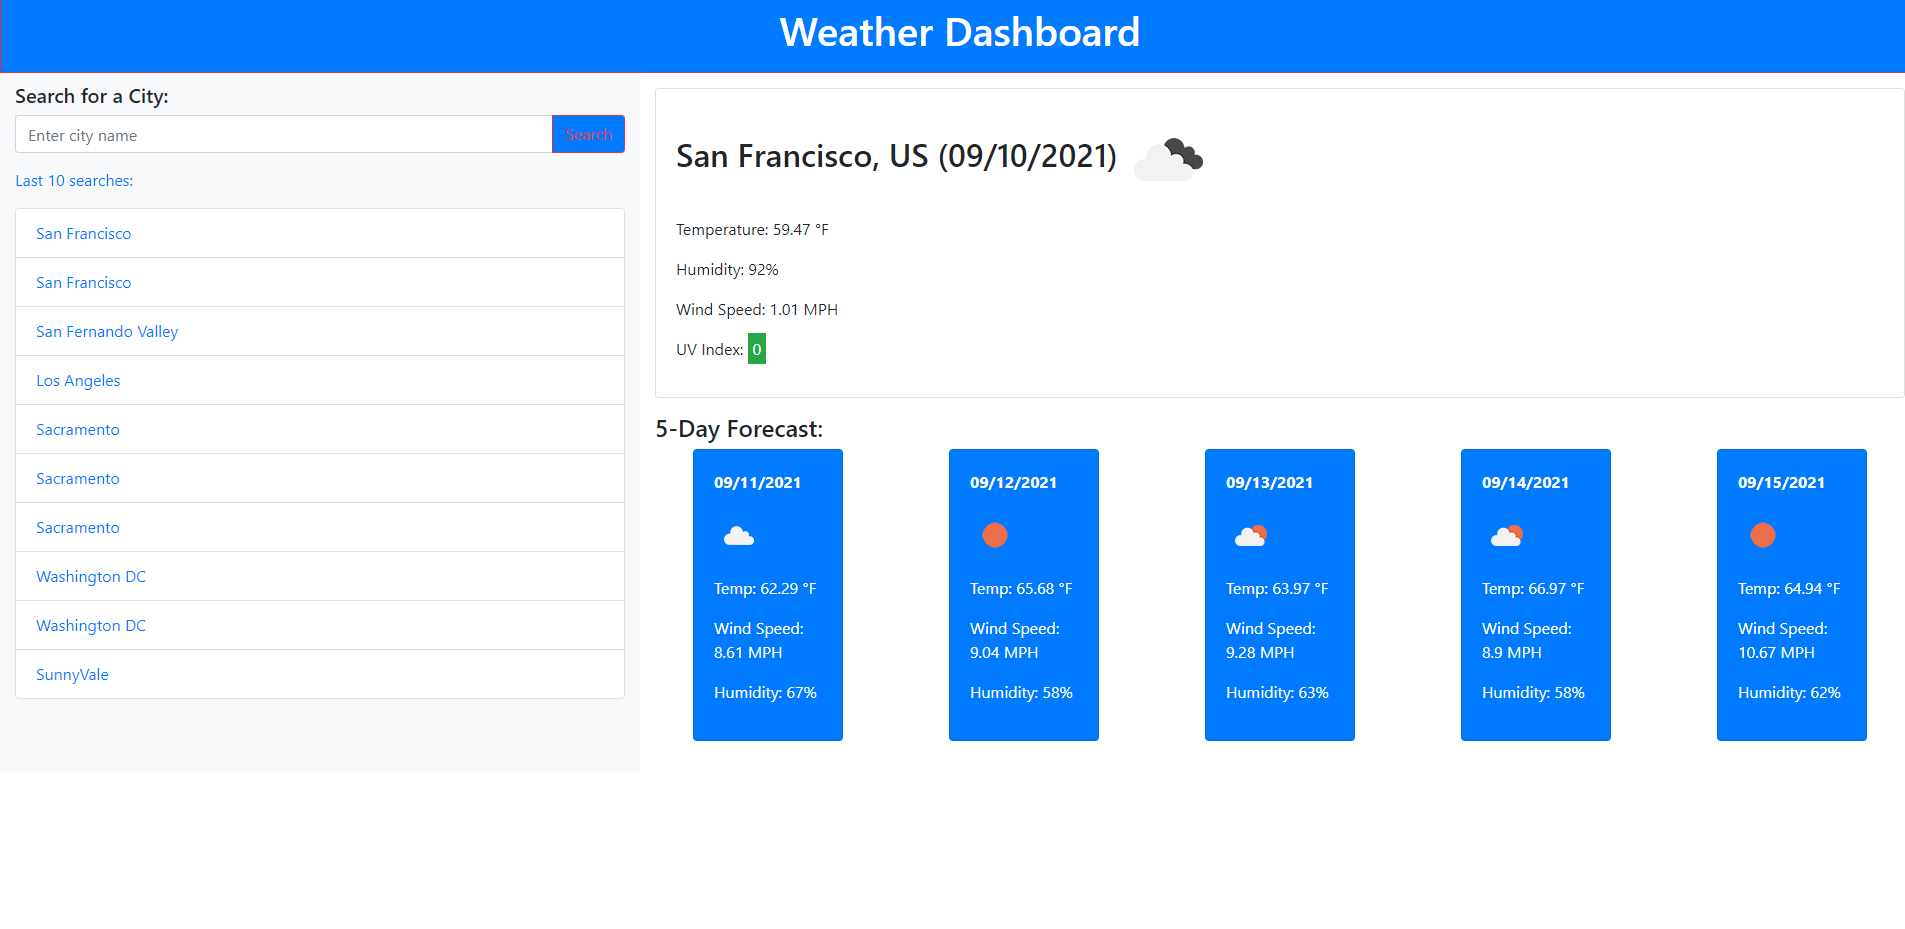 Weather Dashboard
Search for a City:
Enter city name
Search
Last 10 searches:
San Francisco
San Francisco
San Fernando Valley
Los Angeles
Sacramento
Sacramento
Sacramento
Washington DC
Washington DC
SunnyVale
San Francisco, US (09/10/2021)
Temperature: 59.47 °F
Humidity: 92%
Wind Speed: 1.01 MPH
UV Index: 0
5-Day Forecast:
09/11/2021
Temp: 62.29 °F
Wind Speed:
8.61 MPH
Humidity: 67%
09/12/2021
Temp: 65.68 °F
Wind Speed:
9.04 MPH
Humidity: 58%
09/13/2021
Temp: 63.97 °F
Wind Speed:
9.28 MPH
Humidity: 63%
09/14/2021
Temp: 66.97 °F
Wind Speed:
8.9 MPH
Humidity: 58%
09/15/2021
Temp: 64.94 °F
Wind Speed:
10.67 MPH
Humidity: 62%